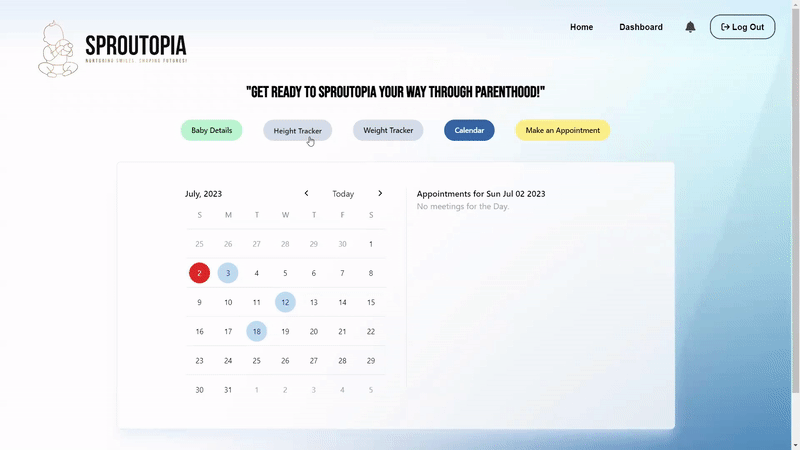 Home Dashboard Log Out
SPROUTOPIA
NURTURING SMILES, SHAPING FUTURES!
"GET READY TO SPROUTOPIA YOUR WAY THROUGH PARENTHOOD!"
Baby Details Height Tracker Weight Tracker Calendar Make an Appointment
July, 2023 Today
S M T W T F S
25 26 27 28 29 30 1
2 3 4 5 6 7 8
9 10 11 12 13 14 15
16 17 18 19 20 21 22
23 24 25 26 27 28 29
30 31 1 2 3 4 5
Appointments for Sun Jul 02 2023
No meetings for the Day.